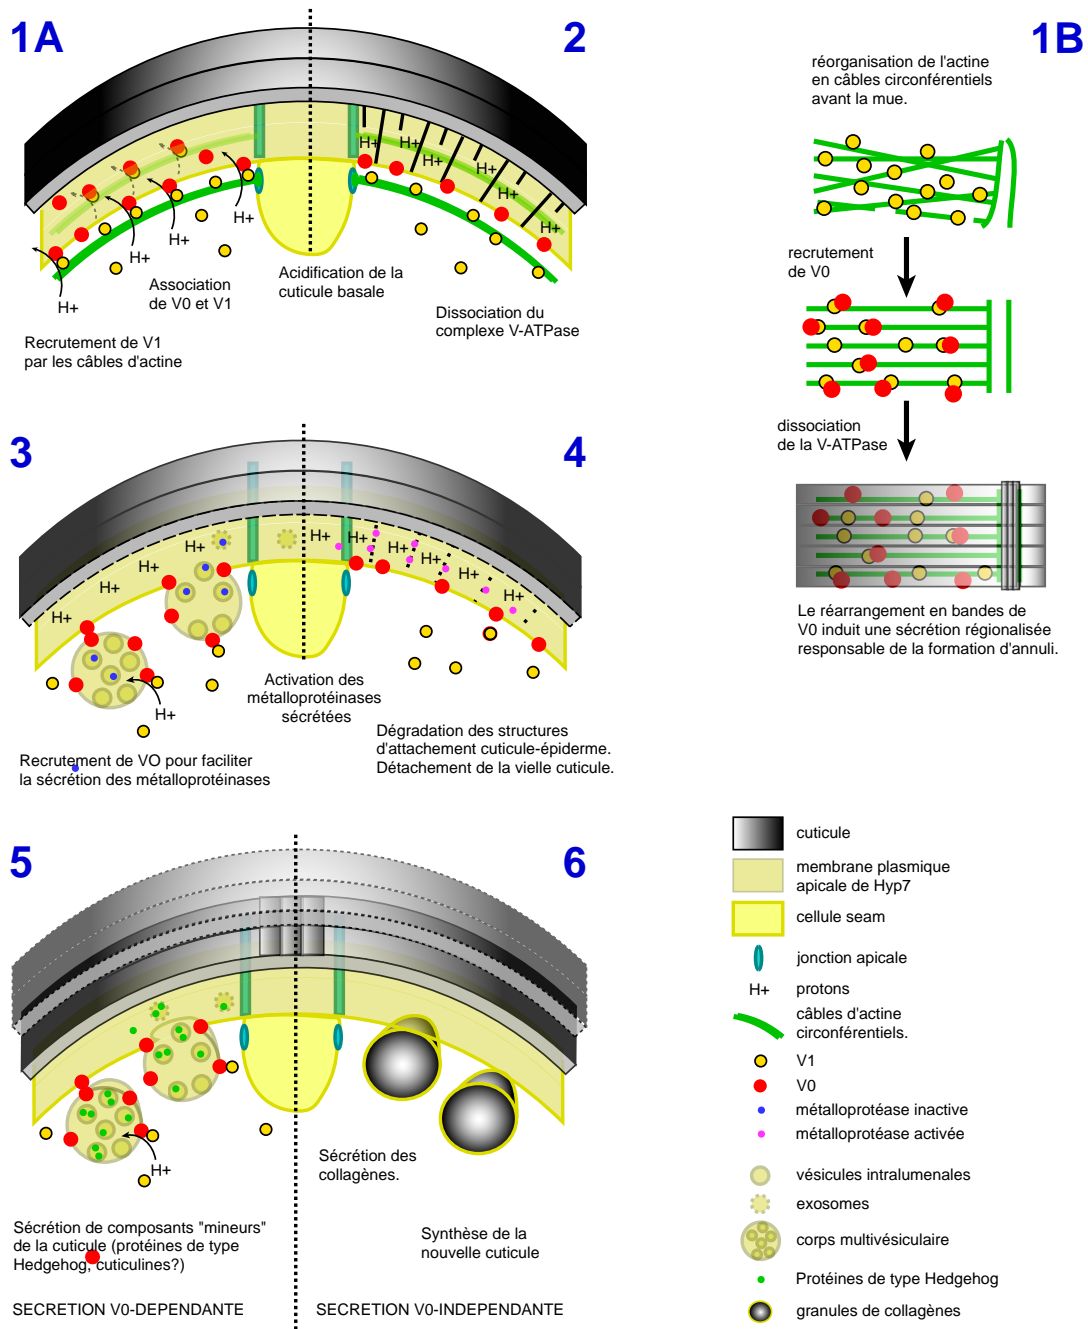 1A
2
1B
réorganisation de l'actine
en câbles circonférentiels
avant la mue.
H+
H+
H+
H+
H+
H+
H+
H+
H+
H+
Association
de V0 et V1
Acidification de la
cuticule basale
Dissociation du
complexe V-ATPase
Recrutement de V1
par les câbles d'actine
recrutement
de V0
dissociation
de la V-ATPase
Le réarrangement en bandes de
V0 induit une sécrétion régionalisée
responsable de la formation d'annuli.
3
4
H+
H+
H+
H+
H+
H+
H+
H+
H+
H+
Activation des
métalloprotéinases
sécrétées
Recrutement de VO pour faciliter
la sécrétion des métalloprotéinases
Dégradation des structures
d'attachement cuticule-épiderme.
Détachement de la vielle cuticule.
5
6
H+
Sécrétion des
collagènes.
Sécrétion de composants "mineurs"
de la cuticule (protéines de type
Hedgehog, cuticulines?)
Synthèse de la
nouvelle cuticule
SECRETION V0-DEPENDANTE
SECRETION V0-INDEPENDANTE
cuticule
membrane plasmique
apicale de Hyp7
cellule seam
jonction apicale
H+ protons
câbles d'actine
circonférentiels.
V1
V0
métalloprotéase inactive
métalloprotéase activée
vésicules intralumenales
exosomes
corps multivésiculaire
Protéines de type Hedgehog
granules de collagènes